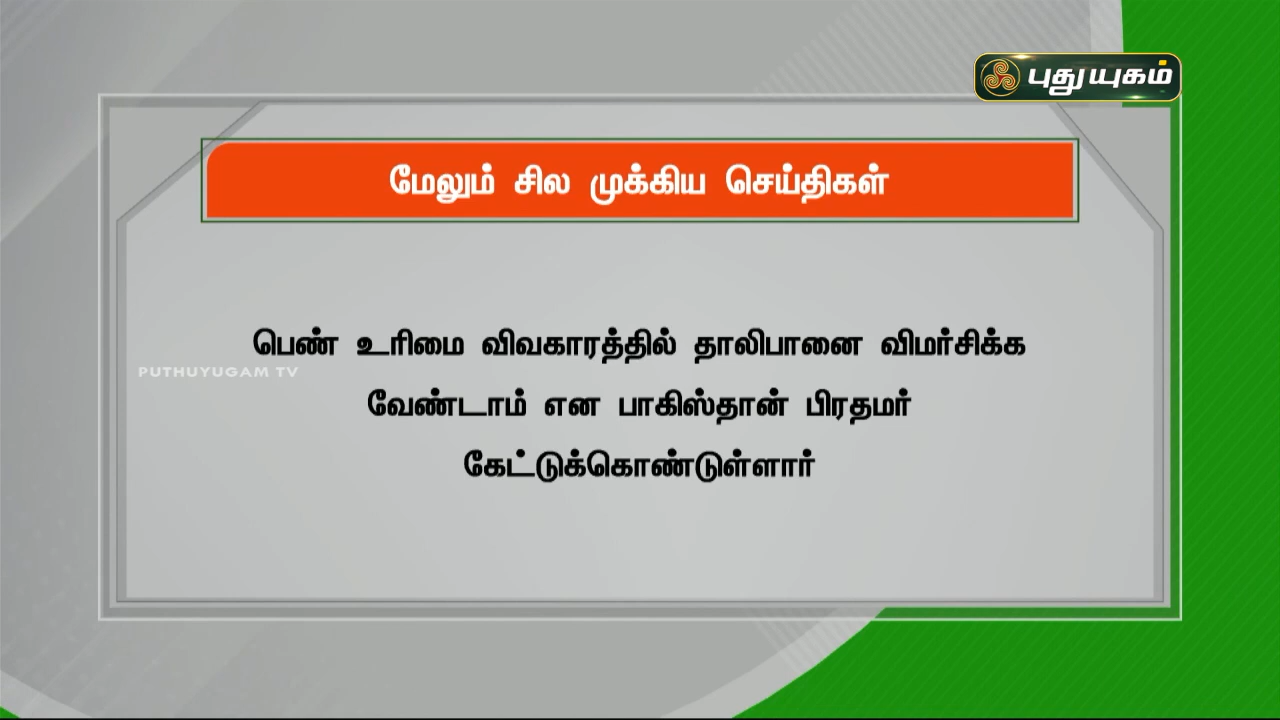 புதுயுகம்
மேலும் சில முக்கிய செய்திகள்
பெண் உரிமை விவகாரத்தில் தாலிபானை விமர்சிக்க
PUTHUYUGAM TV
வேண்டாம் என பாகிஸ்தான் பிரதமர்
கேட்டுக்கொண்டுள்ளார்